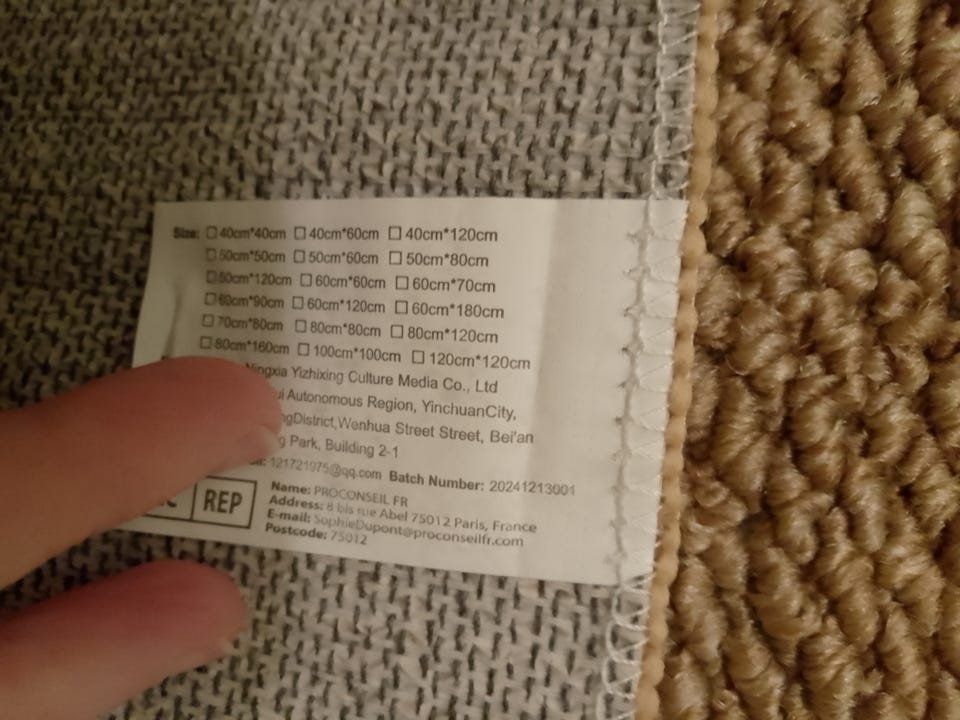 Size: ☐ 40cm*40cm ☐ 40cm*60cm ☐ 40cm*120cm
☐ 50cm*50cm ☐ 50cm*60cm ☐ 50cm*80cm
☐ 50cm*120cm ☐ 60cm*60cm ☐ 60cm*70cm
☐ 60cm*90cm ☐ 60cm*120cm ☐ 60cm*180cm
☐ 70cm*80cm ☐ 80cm*80cm ☐ 80cm*120cm
☐ 80cm*160cm ☐ 100cm*100cm ☐ 120cm*120cm
Ningxia Yizhixing Culture Media Co., Ltd
Autonomous Region, YinchuanCity,
District,Wenhua Street Street, Bei'an
Park, Building 2-1
121721975@qq.com Batch Number: 20241213001
REP
Name: PROCONSEIL FR
Address: 8 bis rue Abel 75012 Paris, France
E-mail: SophieDupont@proconseilfr.com
Postcode: 75012